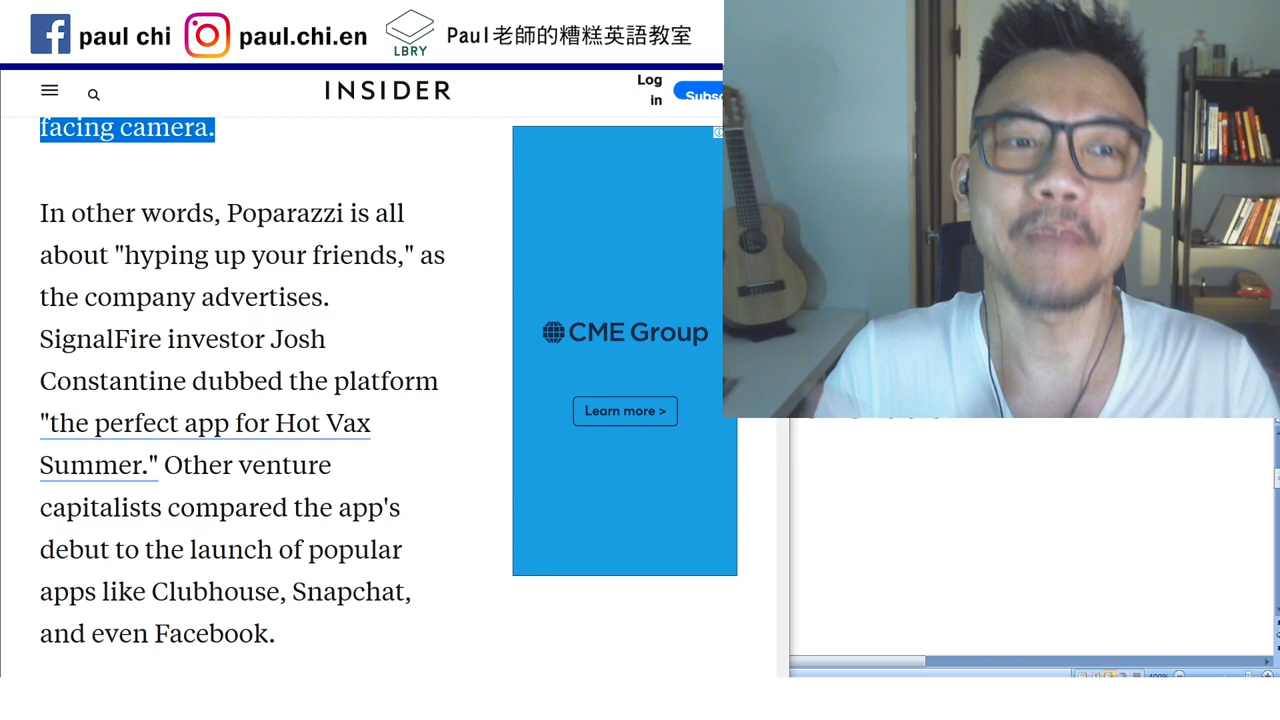 paul chi
paul.chi.en
LBRY
Paul老師的糟糕英語教室
INSIDER
Log
in
facing camera.
In other words, Poparazzi is all
about "hyping up your friends," as
the company advertises.
SignalFire investor Josh
Constantine dubbed the platform
"the perfect app for Hot Vax
Summer." Other venture
capitalists compared the app's
debut to the launch of popular
apps like Clubhouse, Snapchat,
and even Facebook.
CME Group
Learn more >